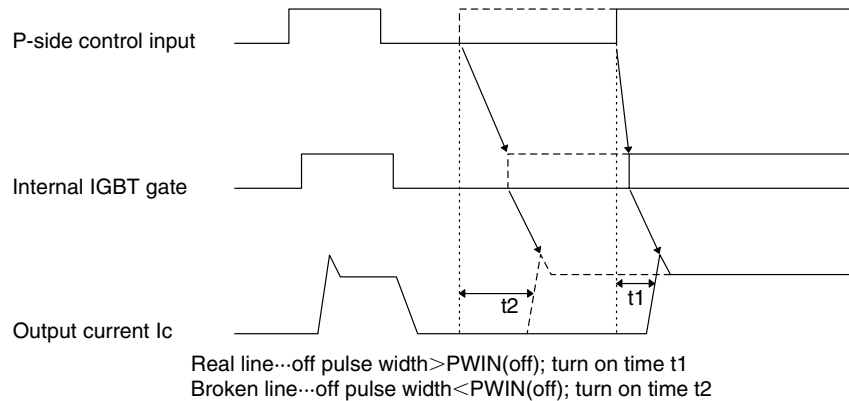 P-side control input
Internal IGBT gate
t2
t1
Output current Ic
Real line···off pulse width>PWIN(off); turn on time t1
Broken line···off pulse width<PWIN(off); turn on time t2